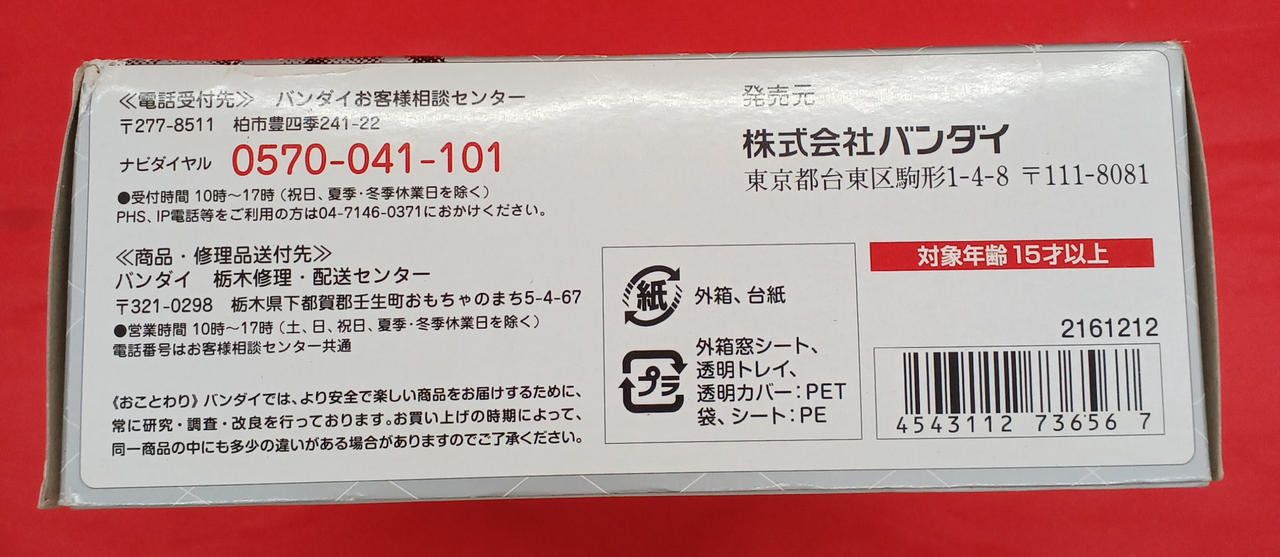 ≪電話受付先≫ バンダイお客様相談センター
〒277-8511 柏市豊四季241-22
ナビダイヤル 0570-041-101
●受付時間 10時～17時（祝日、夏季・冬季休業日を除く）
PHS、IP電話等をご利用の方は04-7146-0371におかけください。
≪商品・修理品送付先≫
バンダイ 栃木修理・配送センター
〒321-0298 栃木県下都賀郡壬生町おもちゃのまち5-4-67
●営業時間 10時～17時（土、日、祝日、夏季・冬季休業日を除く）
電話番号はお客様相談センター共通
《おことわり》バンダイでは、より安全で楽しい商品をお届けするために、
常に研究・調査・改良を行っております。お買い上げの時期によって、
同一商品の中にも多少の違いがある場合がありますのでご了承ください。
発売元
株式会社バンダイ
東京都台東区駒形1-4-8 〒111-8081
紙 外箱、台紙
プラ 外箱窓シート、
透明トレイ、
透明カバー：PET
袋、シート：PE
対象年齢 15才以上
2161212
4543112 736567